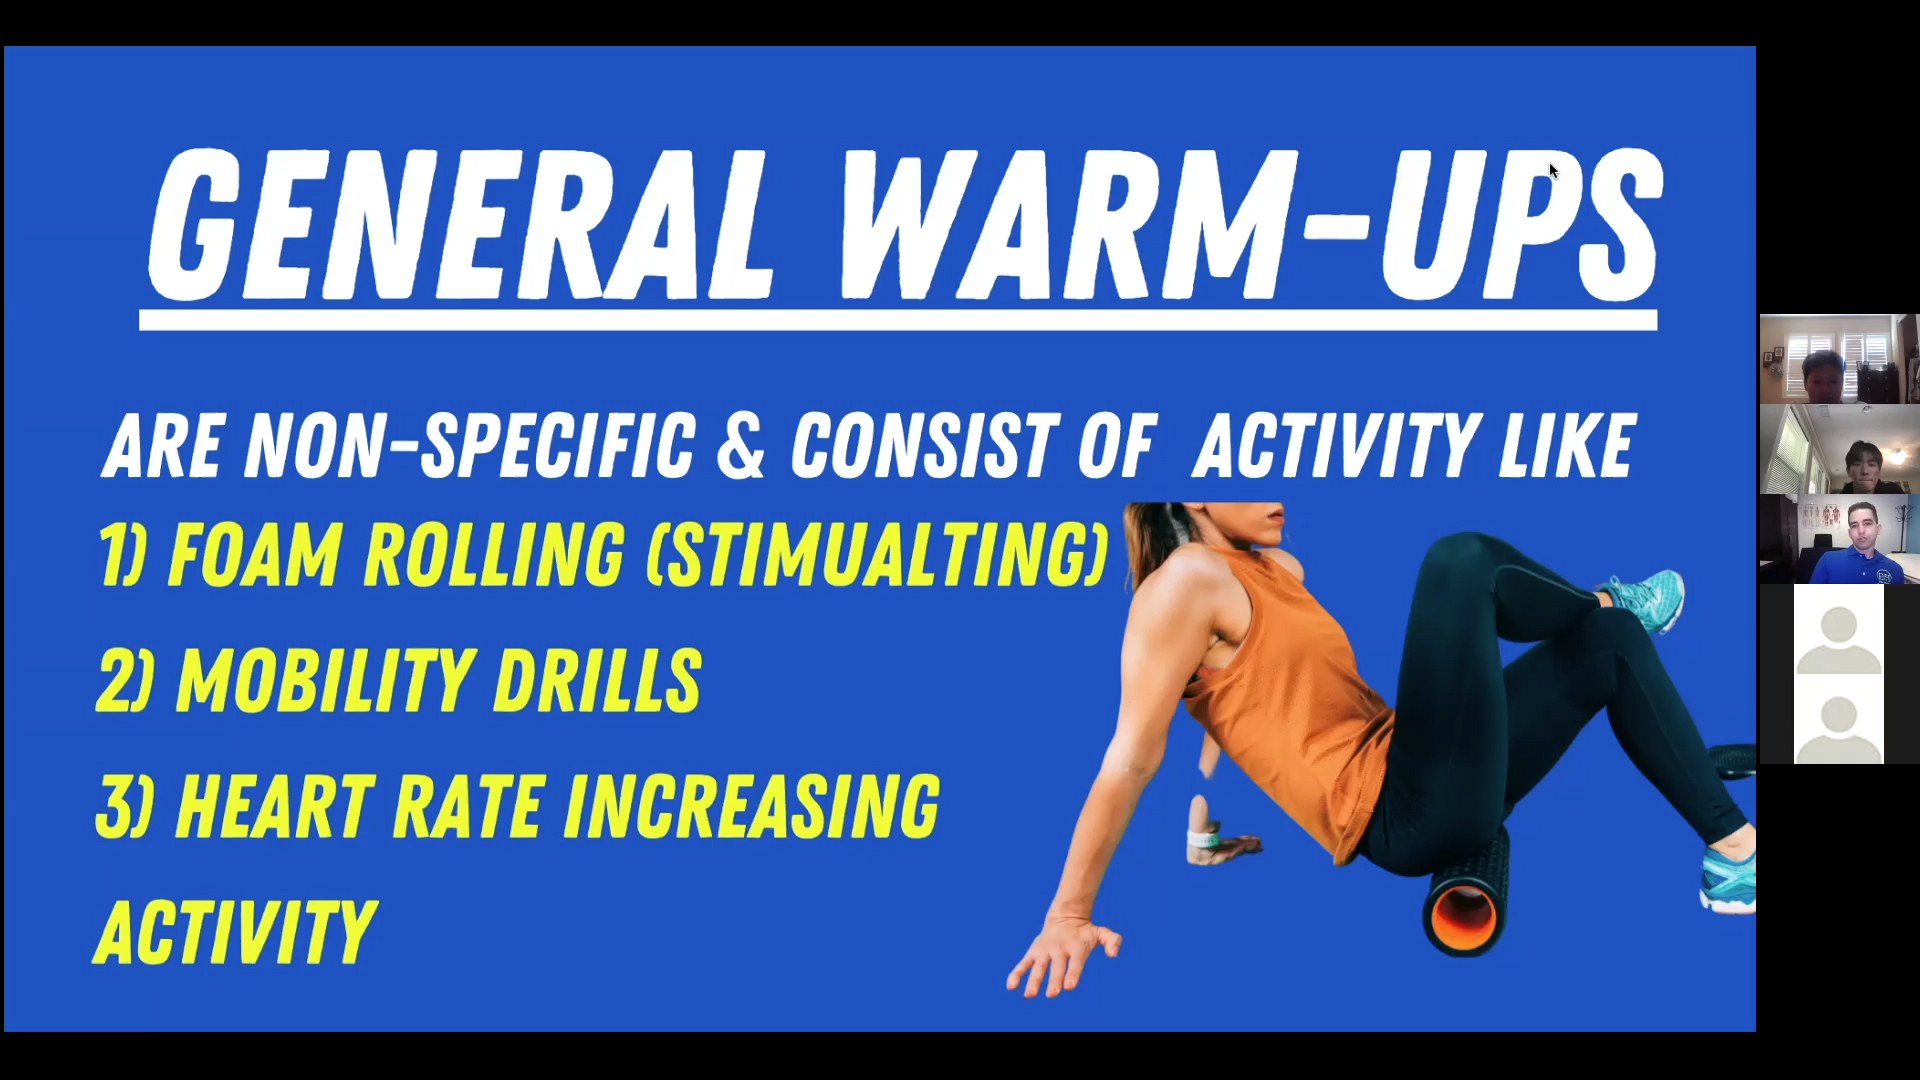 GENERAL WARM-UPS
ARE NON-SPECIFIC & CONSIST OF ACTIVITY LIKE
1) FOAM ROLLING (STIMUALTING)
2) MOBILITY DRILLS
3) HEART RATE INCREASING
ACTIVITY